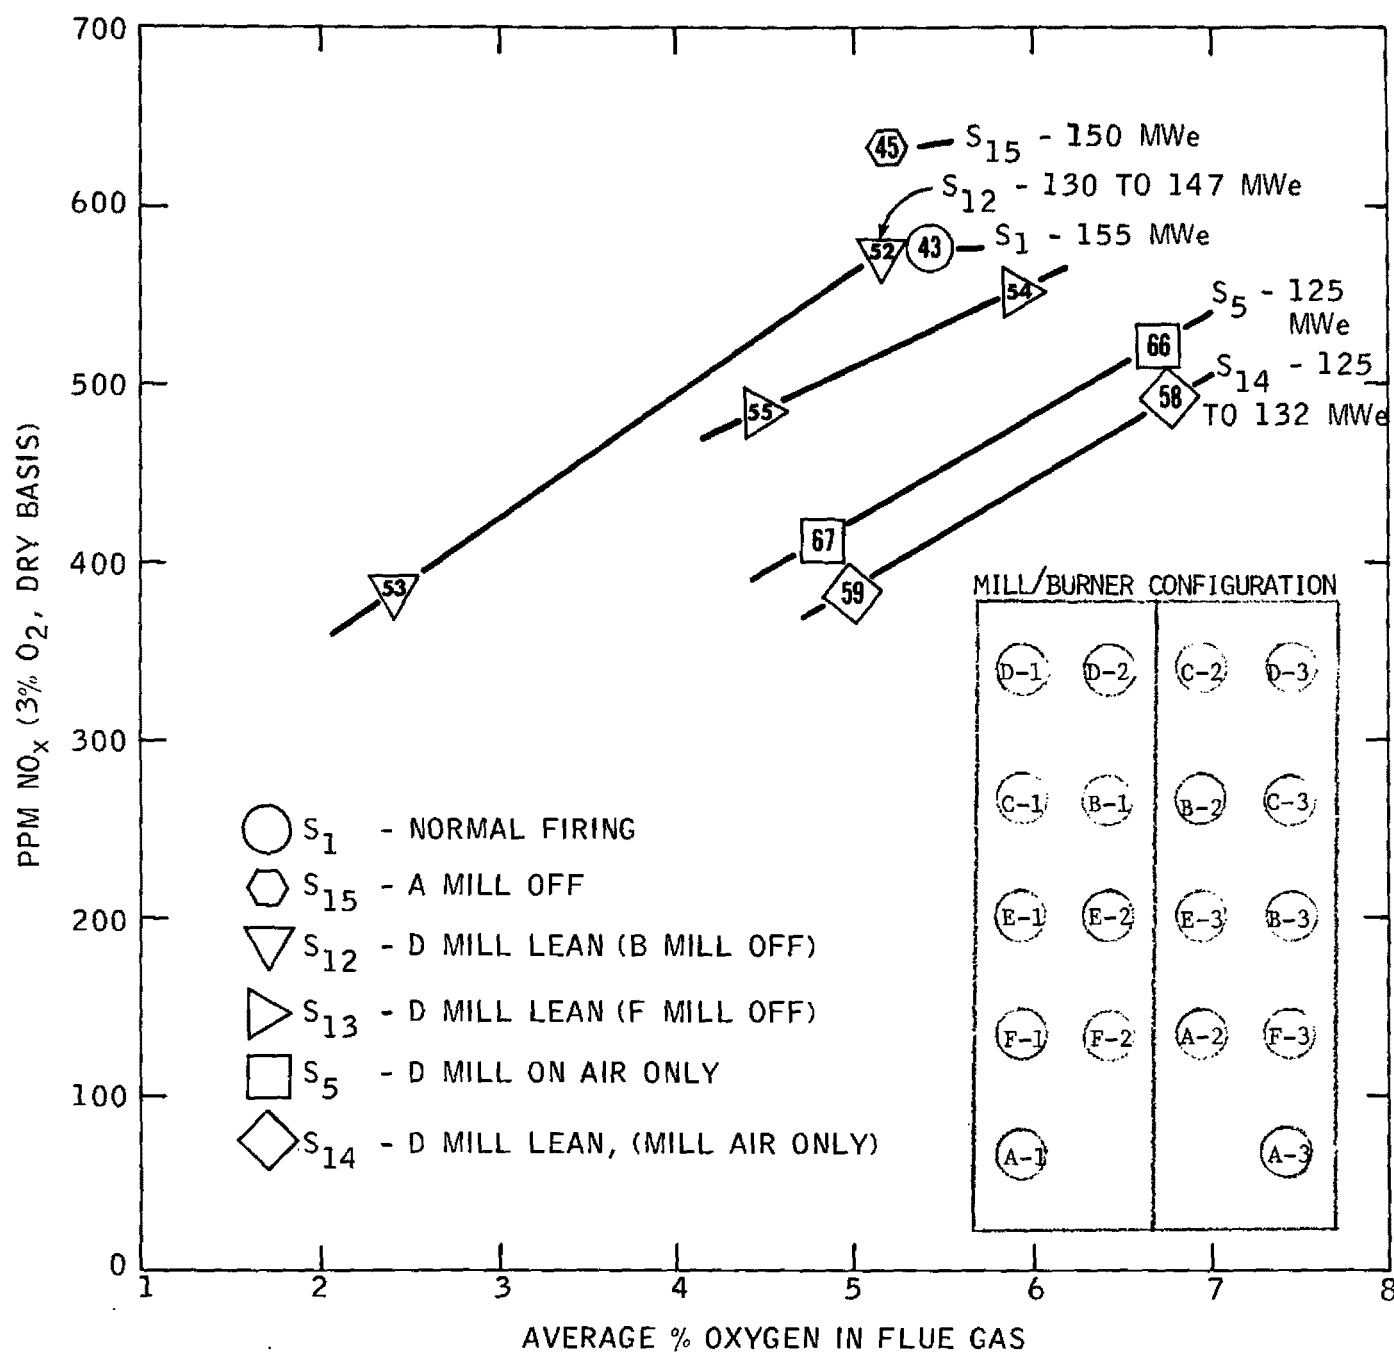 700
600
500
400
300
200
100
0
1 2 3 4 5 6 7 8
PPM NOx (3% O2, DRY BASIS)
AVERAGE % OXYGEN IN FLUE GAS
45 S15 - 150 MWe
S12 - 130 TO 147 MWe
52 43 S1 - 155 MWe
54
S5 - 125
MWe
66
S14 - 125
TO 132 MWe
58
55
67
53
59
S1 - NORMAL FIRING
S15 - A MILL OFF
S12 - D MILL LEAN (B MILL OFF)
S13 - D MILL LEAN (F MILL OFF)
S5 - D MILL ON AIR ONLY
S14 - D MILL LEAN, (MILL AIR ONLY)
MILL/BURNER CONFIGURATION
D-1 D-2 C-2 D-3
C-1 B-1 B-2 C-3
E-1 E-2 E-3 B-3
F-1 F-2 A-2 F-3
A-1 A-3